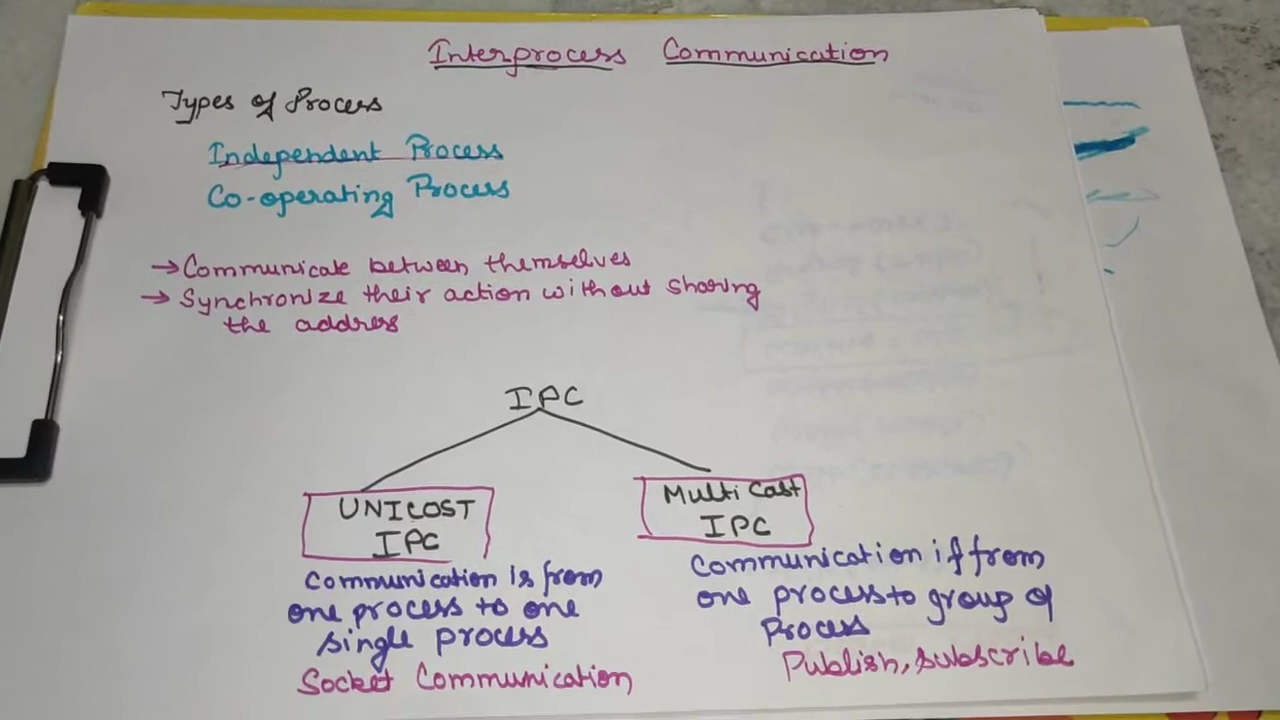 Interprocess Communication
Types of Process
Independent Process
Co-operating Process
→ Communicate between themselves
→ Synchronize their action without sharing
the address
IPC
UNICOST
IPC
Multi Cast
IPC
Communication is from
one process to one
single process
Socket Communication
Communication if from
one process to group of
Process
Publish, subscribe